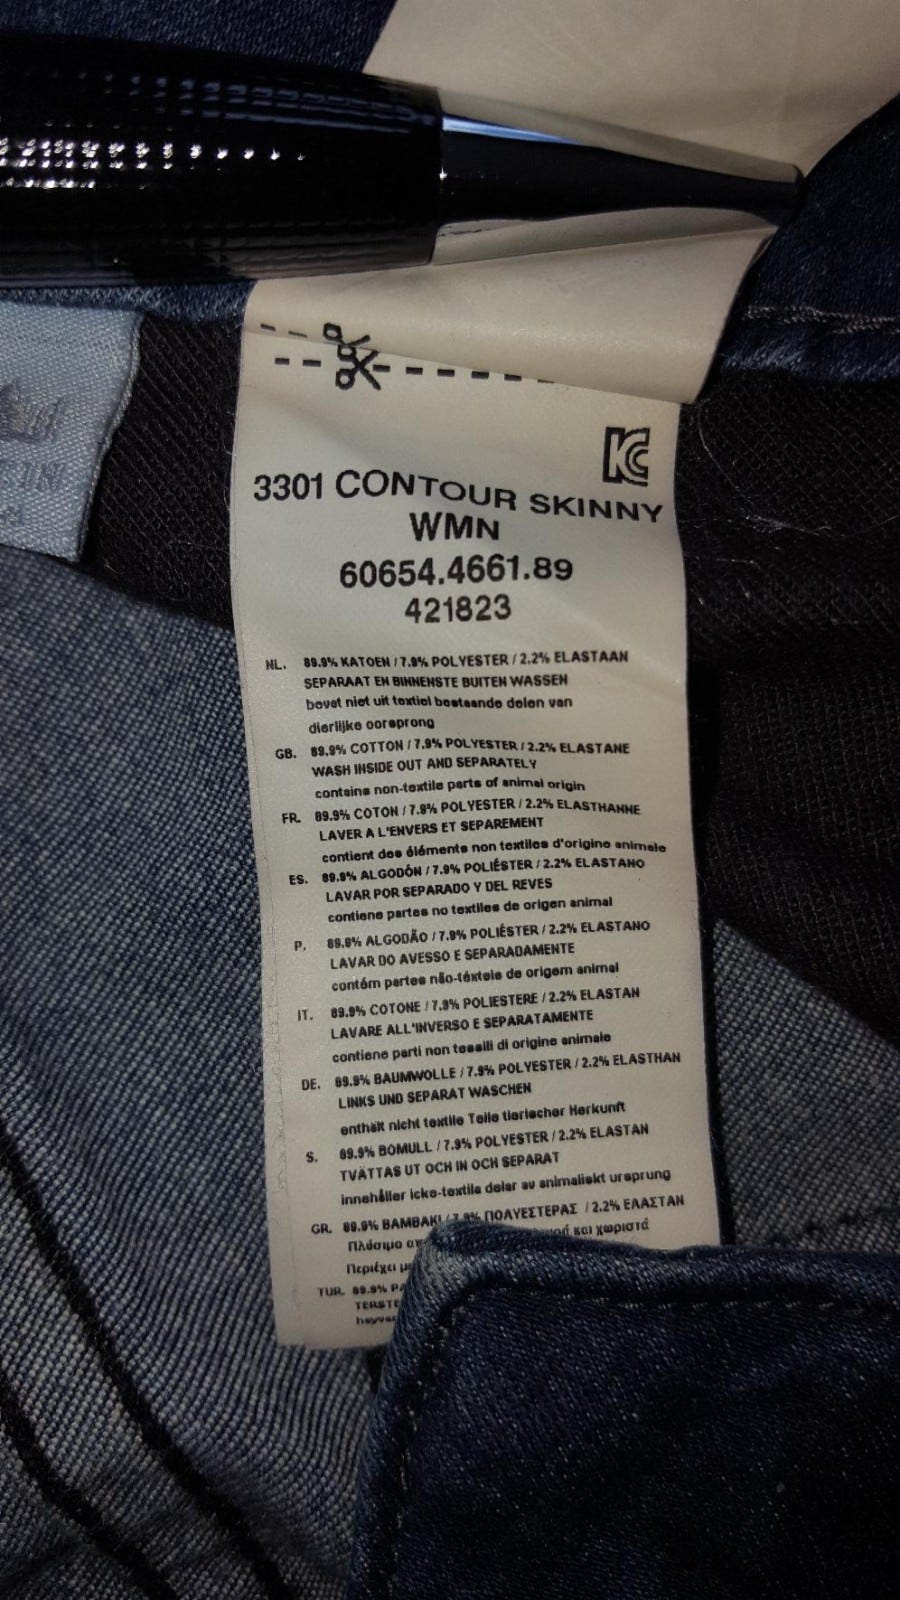 KC
3301 CONTOUR SKINNY
WMN
60654.4661.89
421823
NL. 89.9% KATOEN / 7.9% POLYESTER / 2.2% ELASTAAN
SEPARAAT EN BINNENSTE BUITEN WASSEN
bevat niet uit textiel bestaande delen van
dierlijke oorsprong
GB. 89.9% COTTON / 7.9% POLYESTER / 2.2% ELASTANE
WASH INSIDE OUT AND SEPARATELY
contains non-textile parts of animal origin
FR. 89.9% COTON / 7.9% POLYESTER / 2.2% ELASTHANNE
LAVER A L'ENVERS ET SEPAREMENT
contient des éléments non textiles d'origine animale
ES. 89.9% ALGODÓN / 7.9% POLIÉSTER / 2.2% ELASTANO
LAVAR POR SEPARADO Y DEL REVES
contiene partes no textiles de origen animal
P. 89.9% ALGODÃO / 7.9% POLIÉSTER / 2.2% ELASTANO
LAVAR DO AVESSO E SEPARADAMENTE
contém partes não-têxteis de origem animal
IT. 89.9% COTONE / 7.9% POLIESTERE / 2.2% ELASTAN
LAVARE ALL'INVERSO E SEPARATAMENTE
contiene parti non tessili di origine animale
DE. 89.9% BAUMWOLLE / 7.9% POLYESTER / 2.2% ELASTHAN
LINKS UND SEPARAT WASCHEN
enthält nicht textile Teile tierischer Herkunft
S. 89.9% BOMULL / 7.9% POLYESTER / 2.2% ELASTAN
TVÄTTAS UT OCH IN OCH SEPARAT
innehåller icke-textila delar av animaliskt ursprung
GR. 89.9% ΒΑΜΒΑΚΙ / 7.9% ΠΟΛΥΕΣΤΕΡΑΣ / 2.2% ΕΛΑΣΤΑΝ
Πλύσιμο και χωριστά
Περιέχει
TUR. 89.9%